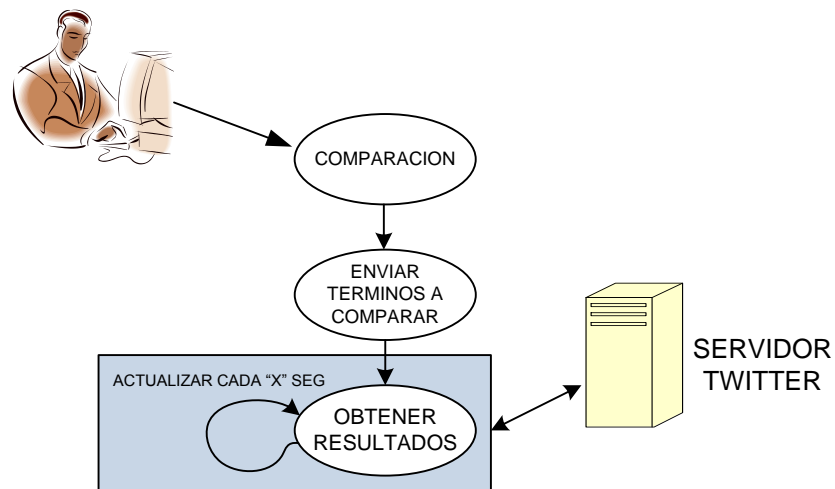 COMPARACION
ENVIAR
TERMINOS A
COMPARAR
ACTUALIZAR CADA “X” SEG
OBTENER
RESULTADOS
SERVIDOR
TWITTER